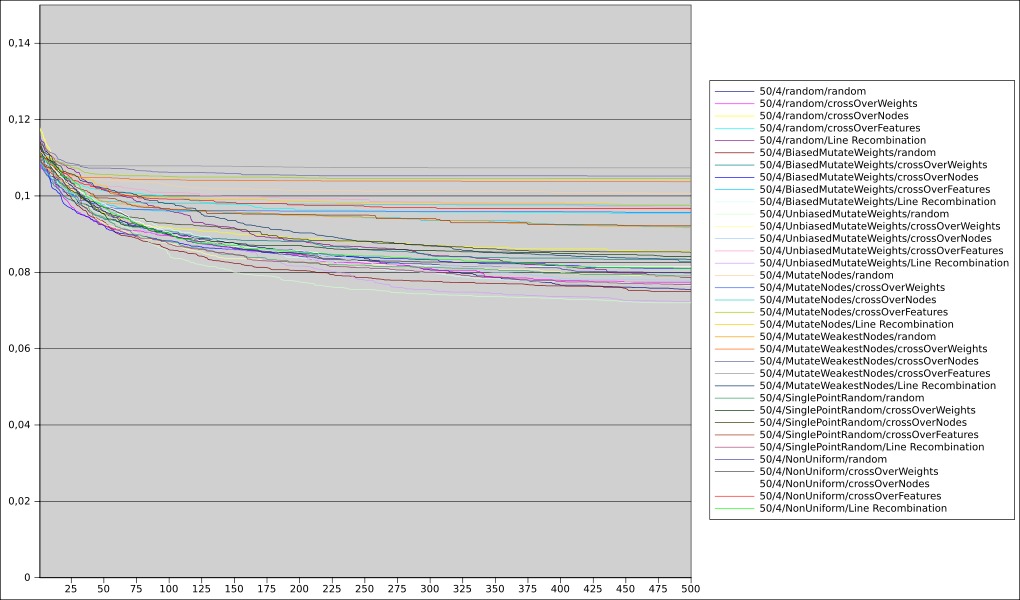 0,14
0,12
0,1
0,08
0,06
0,04
0,02
0
25 50 75 100 125 150 175 200 225 250 275 300 325 350 375 400 425 450 475 500
50/4/random/random
50/4/random/crossOverWeights
50/4/random/crossOverNodes
50/4/random/crossOverFeatures
50/4/random/Line Recombination
50/4/BiasedMutateWeights/random
50/4/BiasedMutateWeights/crossOverWeights
50/4/BiasedMutateWeights/crossOverNodes
50/4/BiasedMutateWeights/crossOverFeatures
50/4/BiasedMutateWeights/Line Recombination
50/4/UnbiasedMutateWeights/random
50/4/UnbiasedMutateWeights/crossOverWeights
50/4/UnbiasedMutateWeights/crossOverNodes
50/4/UnbiasedMutateWeights/crossOverFeatures
50/4/UnbiasedMutateWeights/Line Recombination
50/4/MutateNodes/random
50/4/MutateNodes/crossOverWeights
50/4/MutateNodes/crossOverNodes
50/4/MutateNodes/crossOverFeatures
50/4/MutateNodes/Line Recombination
50/4/MutateWeakestNodes/random
50/4/MutateWeakestNodes/crossOverWeights
50/4/MutateWeakestNodes/crossOverNodes
50/4/MutateWeakestNodes/crossOverFeatures
50/4/MutateWeakestNodes/Line Recombination
50/4/SinglePointRandom/random
50/4/SinglePointRandom/crossOverWeights
50/4/SinglePointRandom/crossOverNodes
50/4/SinglePointRandom/crossOverFeatures
50/4/SinglePointRandom/Line Recombination
50/4/NonUniform/random
50/4/NonUniform/crossOverWeights
50/4/NonUniform/crossOverNodes
50/4/NonUniform/crossOverFeatures
50/4/NonUniform/Line Recombination